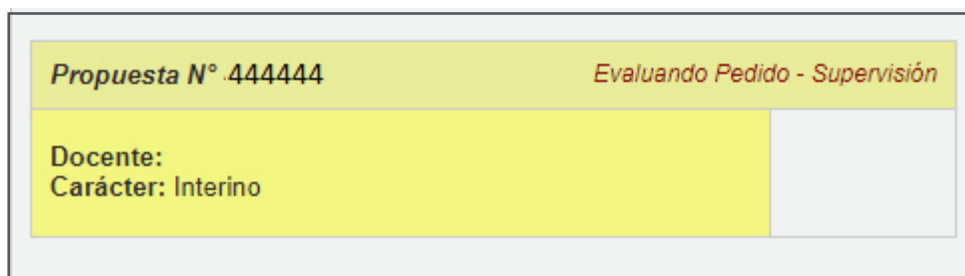 Propuesta N° 444444 Evaluando Pedido - Supervisión
Docente:
Carácter: Interino